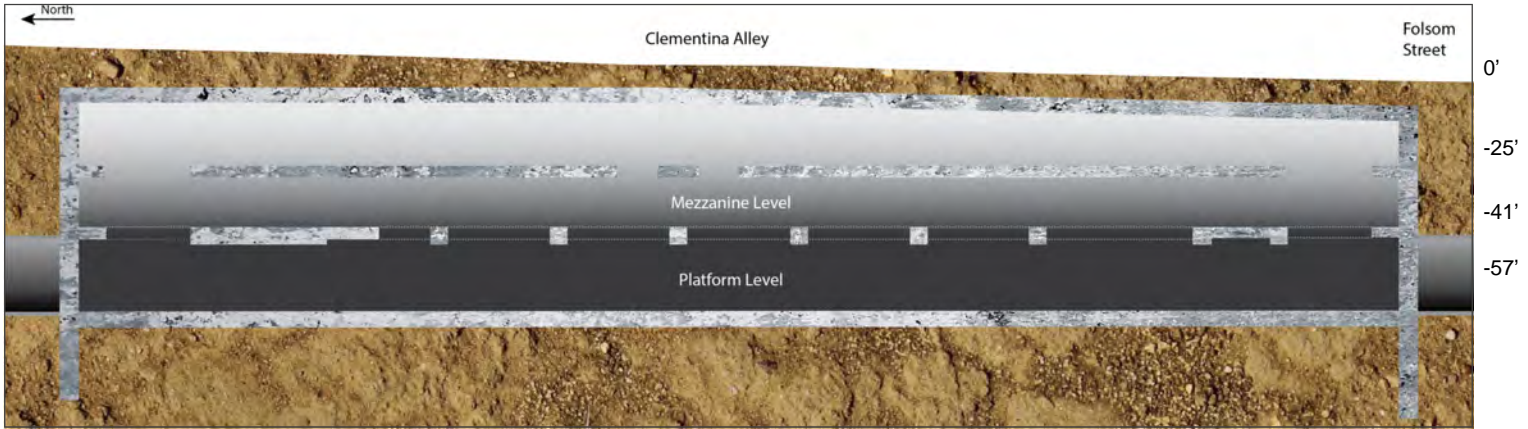 North
Clementina Alley
Folsom
Street
0’
-25’
Mezzanine Level
-41’
-57’
Platform Level